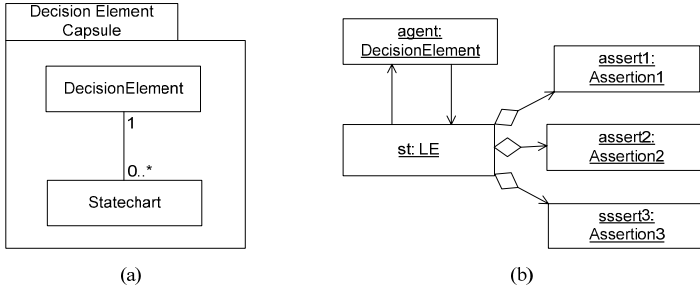 Decision Element
Capsule
DecisionElement
1
0..*
Statechart
(a)
agent:
DecisionElement
st: LE
assert1:
Assertion1
assert2:
Assertion2
sssert3:
Assertion3
(b)